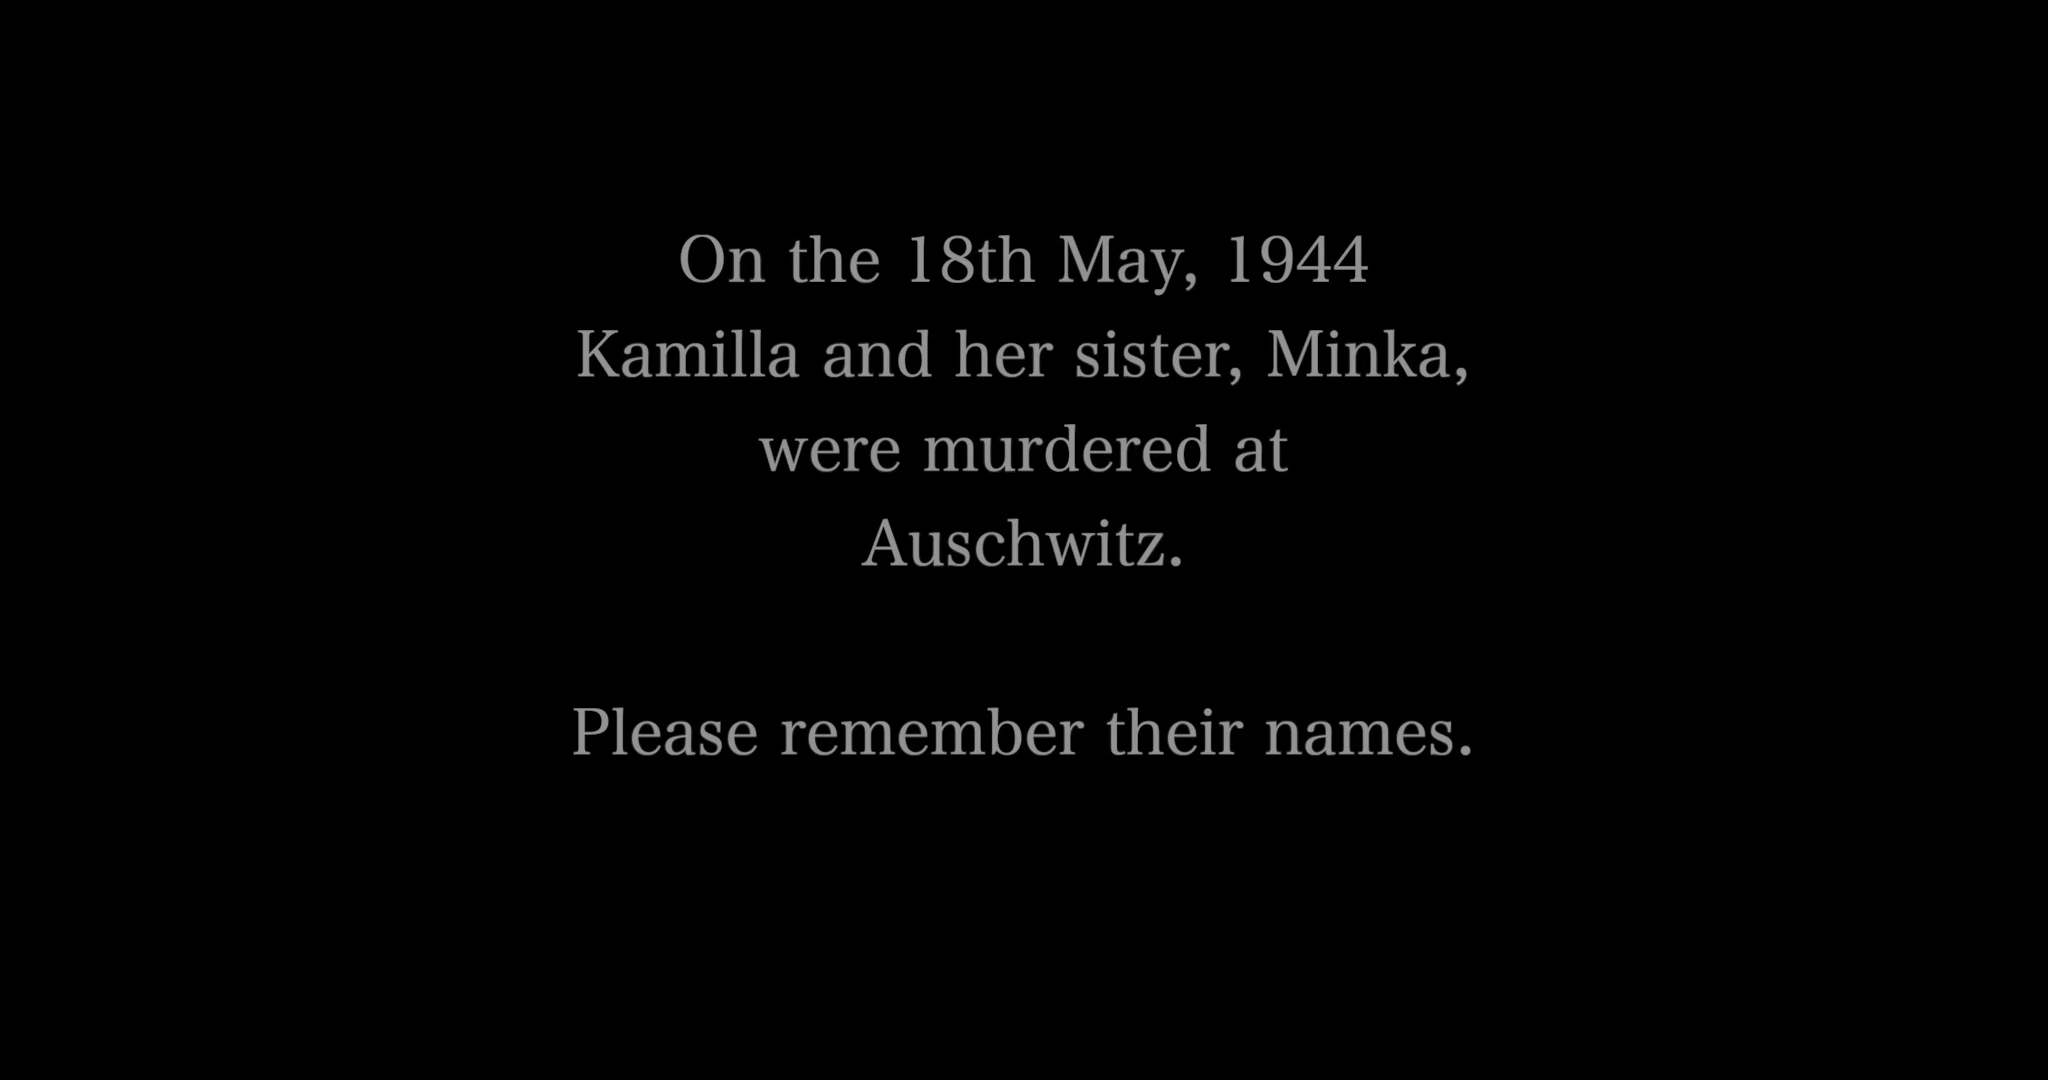 On the 18th May, 1944
Kamilla and her sister, Minka,
were murdered at
Auschwitz.
Please remember their names.